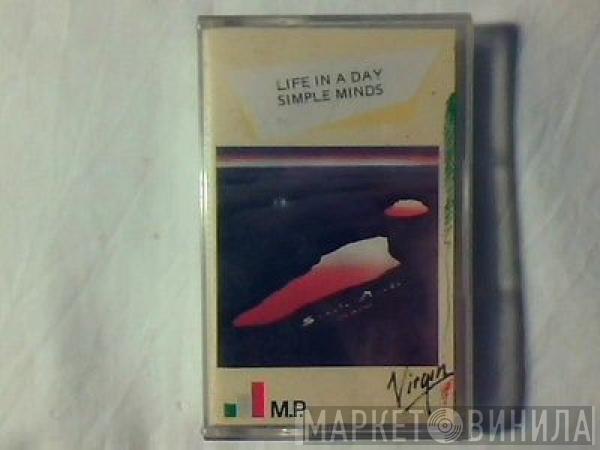 LIFE IN A DAY
SIMPLE MINDS
Virgin
M.P.
МАРКЕТ ВИНИЛА